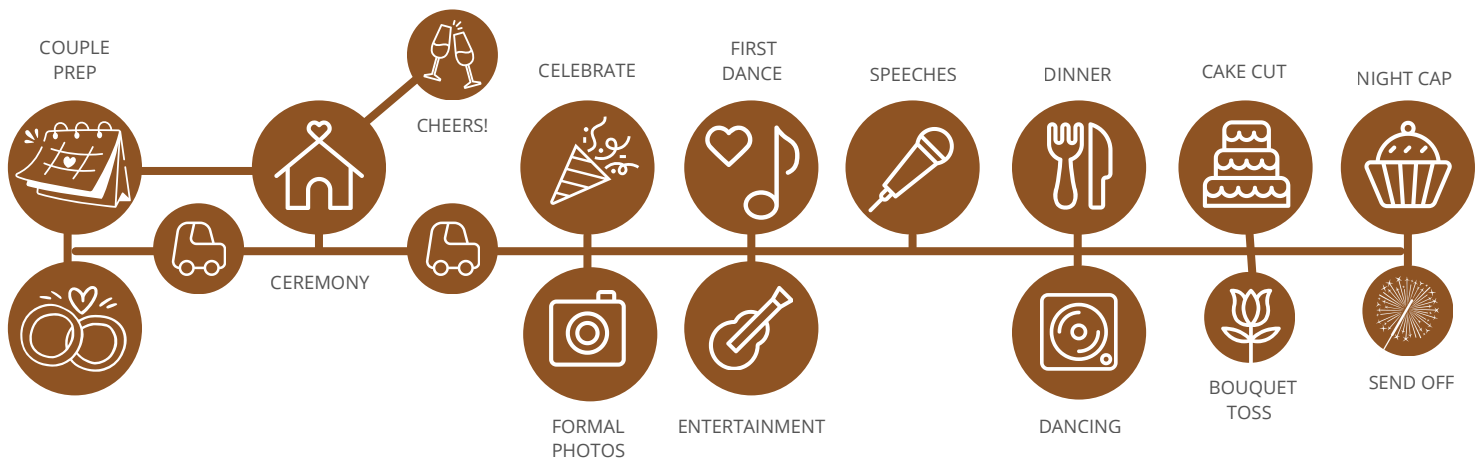 COUPLE
PREP
CHEERS!
CEREMONY
CELEBRATE
FORMAL
PHOTOS
FIRST
DANCE
ENTERTAINMENT
SPEECHES
DINNER
DANCING
CAKE CUT
BOUQUET
TOSS
NIGHT CAP
SEND OFF